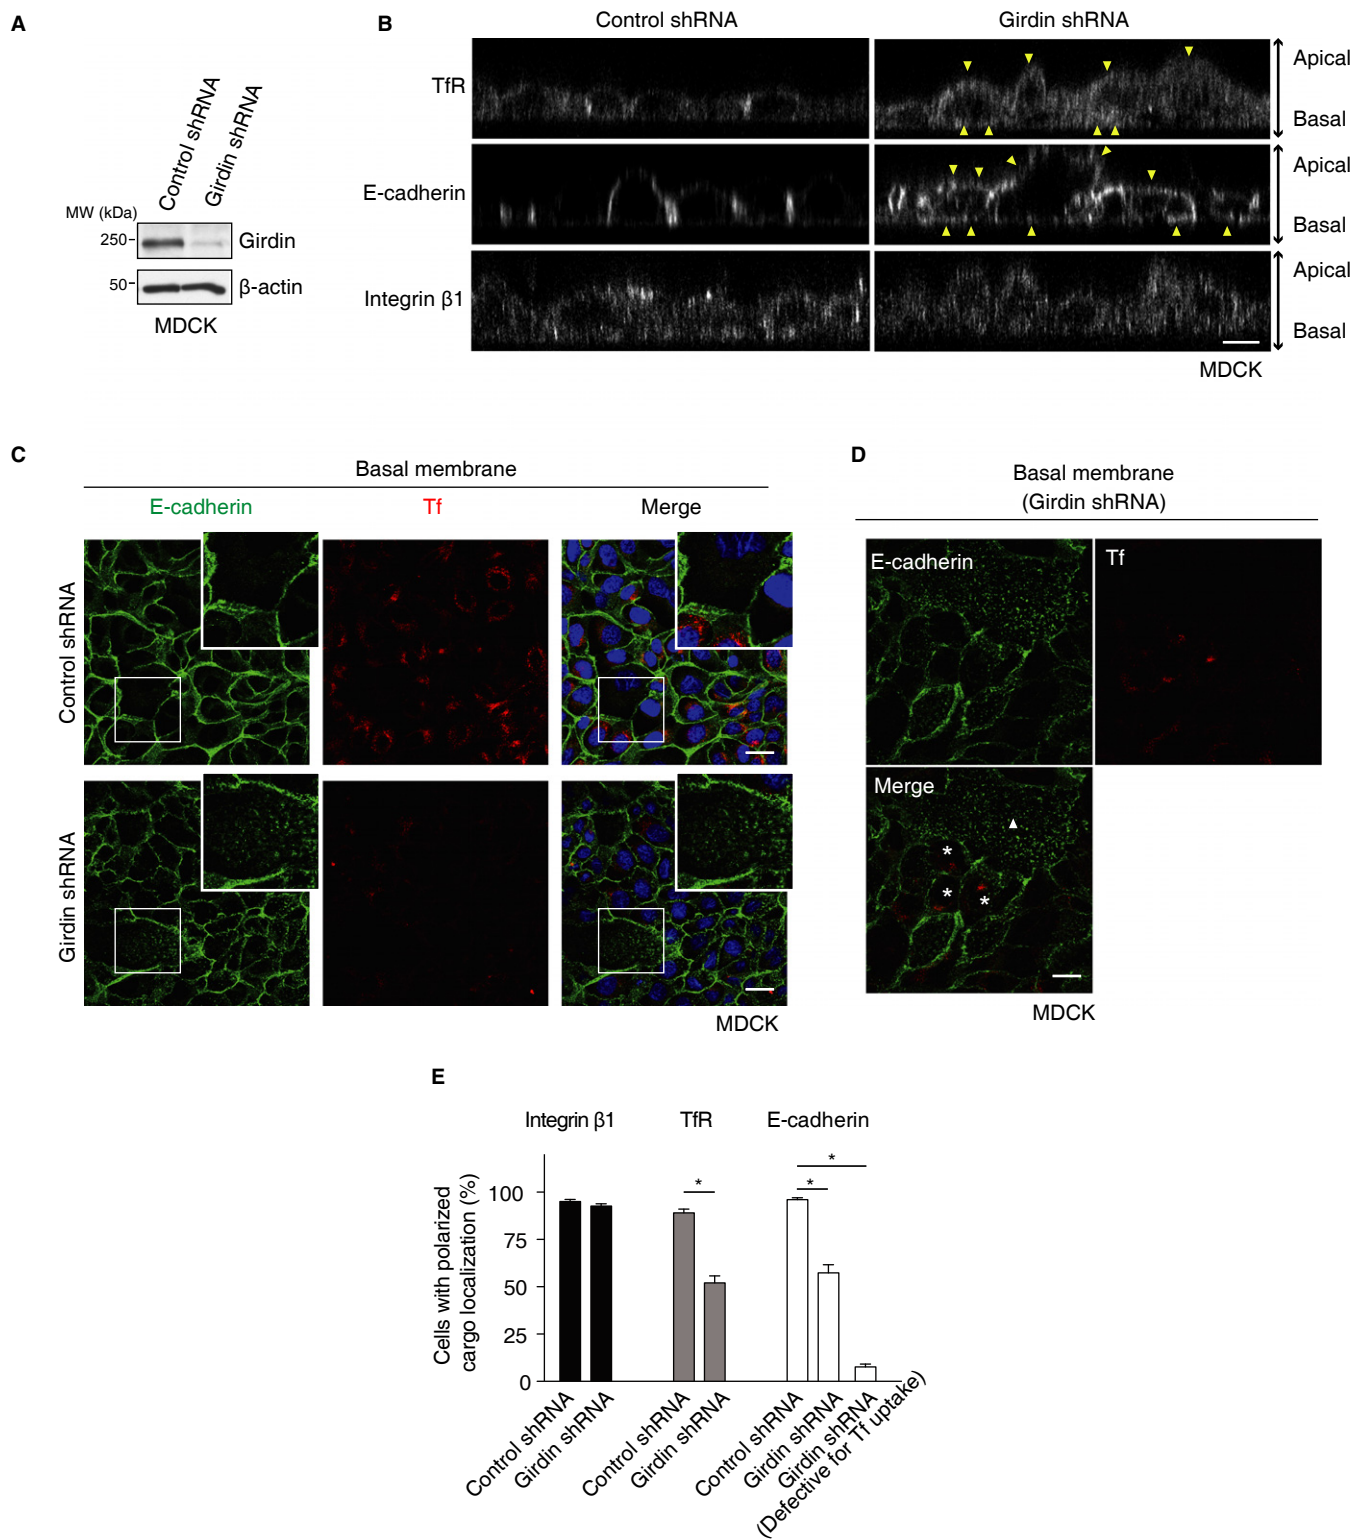 A
Control shRNA
Girdin shRNA
MW (kDa)
250
Girdin
50
β-actin
MDCK
B
Control shRNA
Girdin shRNA
TfR
Apical
Basal
E-cadherin
Apical
Basal
Integrin β1
Apical
Basal
MDCK
C
Basal membrane
E-cadherin
Tf
Merge
Control shRNA
Girdin shRNA
MDCK
D
Basal membrane
(Girdin shRNA)
E-cadherin
Tf
Merge
*
*
*
MDCK
E
Integrin β1
TfR
E-cadherin
Cells with polarized
cargo localization (%)
100
75
50
25
0
*
*
*
Control shRNA
Girdin shRNA
Control shRNA
Girdin shRNA
Control shRNA
Girdin shRNA
Girdin shRNA
(Defective for Tf uptake)